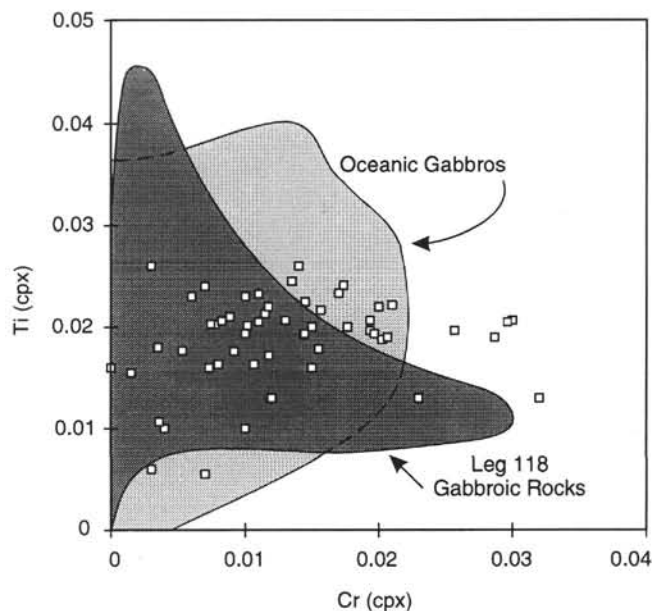 0.05
0.04
0.03
0.02
0.01
0
Ti (cpx)
Oceanic Gabbros
Leg 118
Gabbroic Rocks
0
0.01
0.02
0.03
0.04
Cr (cpx)